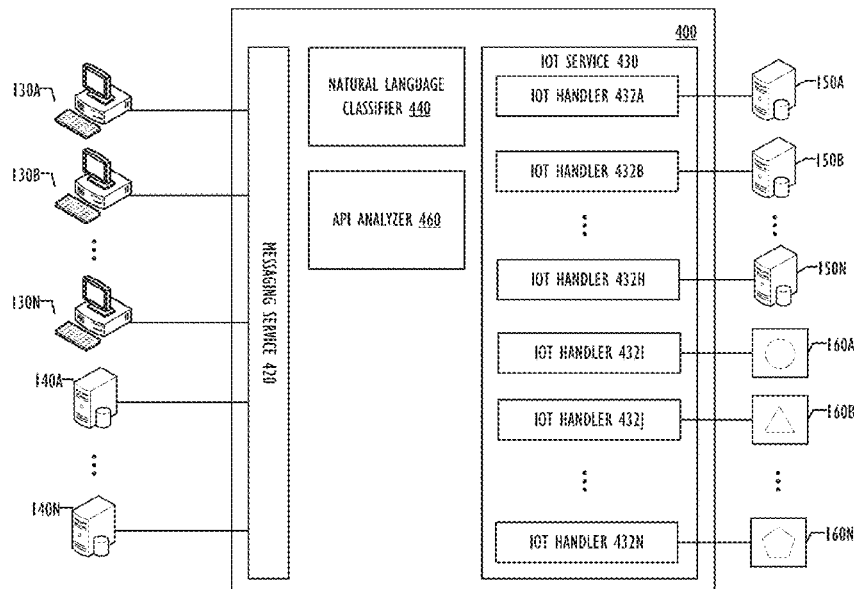 400
130A
130B
130N
140A
140N
MESSAGING SERVICE 420
NATURAL LANGUAGE
CLASSIFIER 440
API ANALYZER 460
IOT SERVICE 430
IOT HANDLER 432A
IOT HANDLER 432B
IOT HANDLER 432H
IOT HANDLER 432I
IOT HANDLER 432J
IOT HANDLER 432N
150A
150B
150N
160A
160B
160N